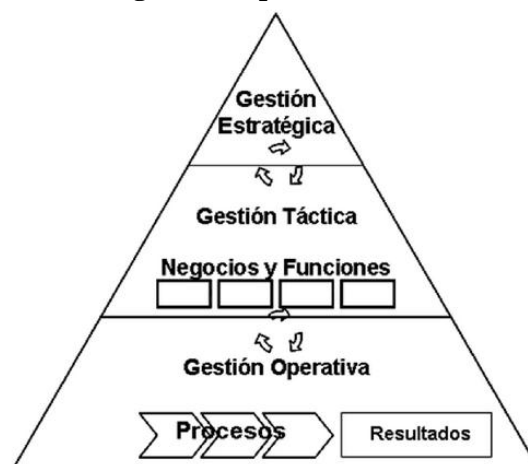 Gestión
Estratégica
Gestión Táctica
Negocios y Funciones
Gestión Operativa
Procesos
Resultados